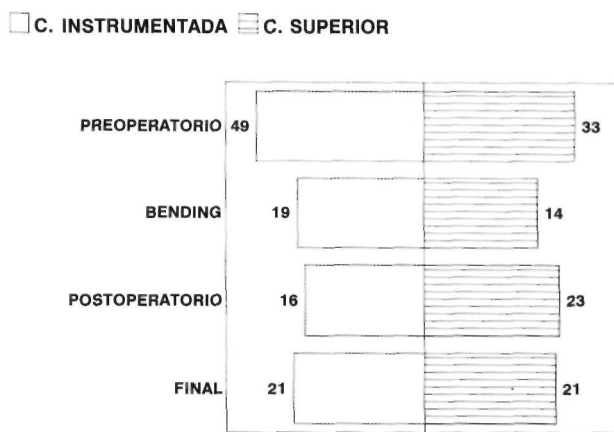 C. INSTRUMENTADA C. SUPERIOR
PREOPERATORIO 49 33
BENDING 19 14
POSTOPERATORIO 16 23
FINAL 21 21